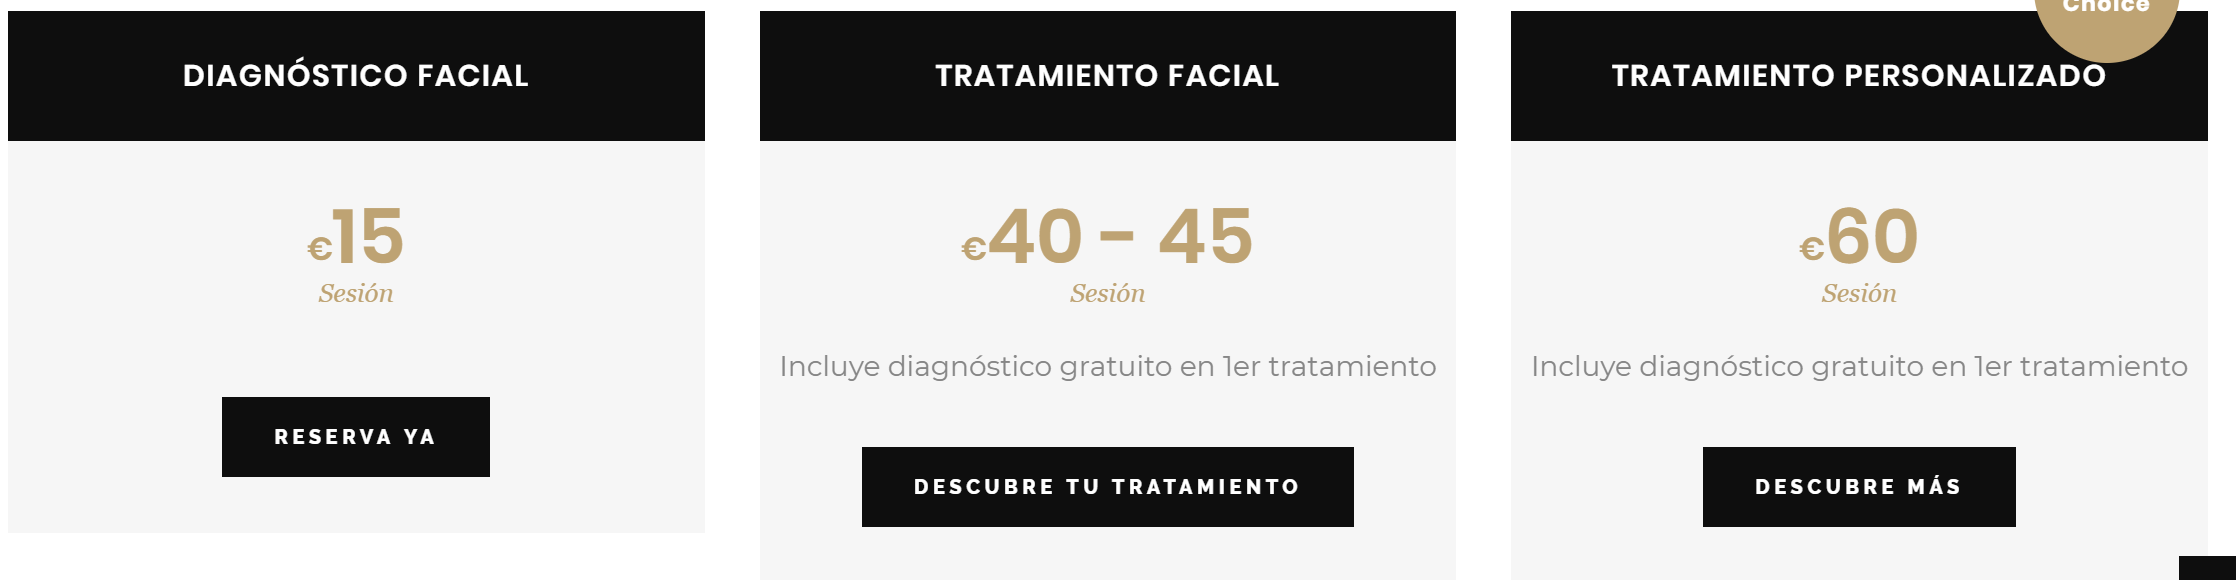 Choice
DIAGNÓSTICO FACIAL
€15
Sesión
RESERVA YA
TRATAMIENTO FACIAL
€40 - 45
Sesión
Incluye diagnóstico gratuito en 1er tratamiento
DESCUBRE TU TRATAMIENTO
TRATAMIENTO PERSONALIZADO
€60
Sesión
Incluye diagnóstico gratuito en 1er tratamiento
DESCUBRE MÁS